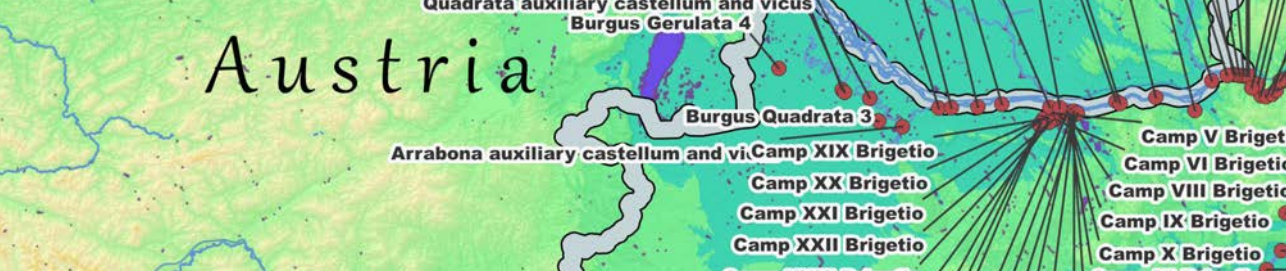 Quadrata auxiliary castellum and vicus
Burgus Gerulata 4
Austria
Burgus Quadrata 3
Arrabona auxiliary castellum and vic
Camp XIX Brigetio
Camp XX Brigetio
Camp XXI Brigetio
Camp XXII Brigetio
Camp V Briget
Camp VI Brigetio
Camp VIII Brigetio
Camp IX Brigetio
Camp X Brigetio